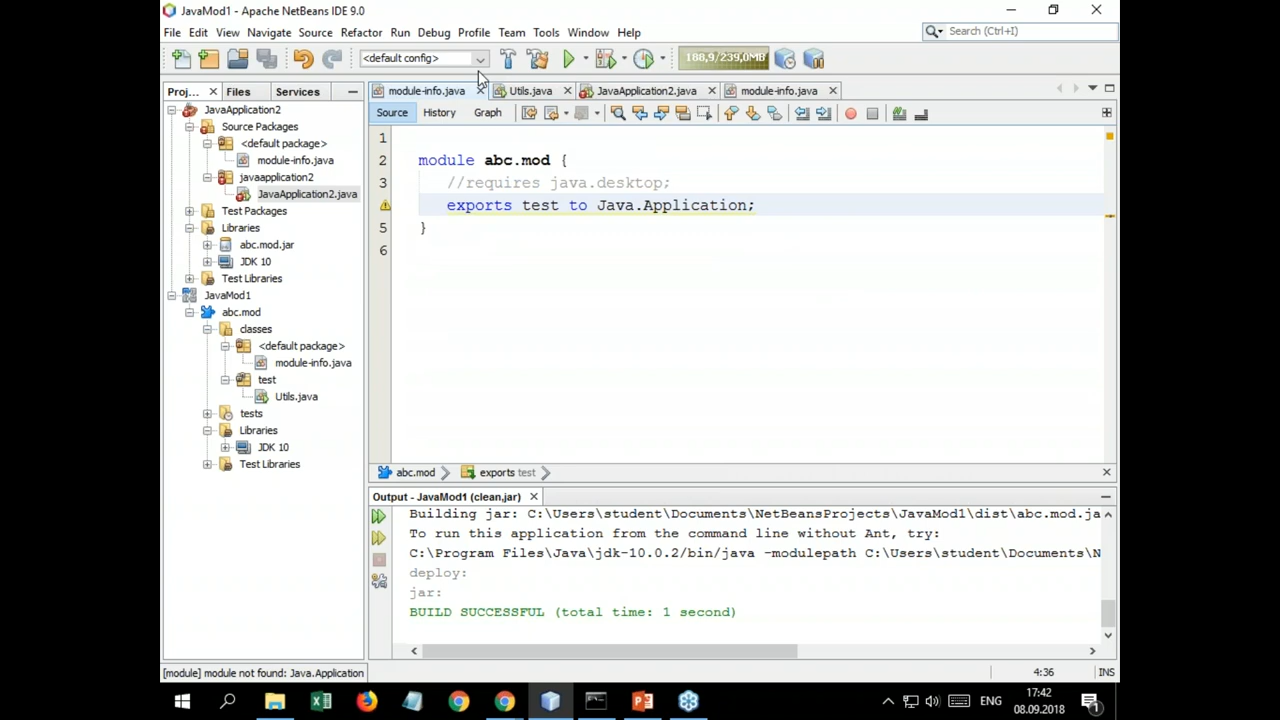 JavaMod1 - Apache NetBeans IDE 9.0
File Edit View Navigate Source Refactor Run Debug Profile Team Tools Window Help
Search (Ctrl+I)
<default config>
188,9/239,0MB
Proj... Files Services
module-info.java Utils.java JavaApplication2.java module-info.java
Source History Graph
JavaApplication2
Source Packages
<default package>
module-info.java
javaapplication2
JavaApplication2.java
Test Packages
Libraries
abc.mod.jar
JDK 10
Test Libraries
JavaMod1
abc.mod
classes
<default package>
module-info.java
test
Utils.java
tests
Libraries
JDK 10
Test Libraries
1
2 module abc.mod {
3 //requires java.desktop;
exports test to Java.Application;
5 }
6
abc.mod exports test
Output - JavaMod1 (clean,jar)
Building jar: C:\Users\student\Documents\NetBeansProjects\JavaMod1\dist\abc.mod.ja
To run this application from the command line without Ant, try:
C:\Program Files\Java\jdk-10.0.2/bin/java -modulepath C:\Users\student\Documents\N
deploy:
jar:
BUILD SUCCESSFUL (total time: 1 second)
[module] module not found: Java.Application
4:36 INS
ENG
17:42
08.09.2018
1